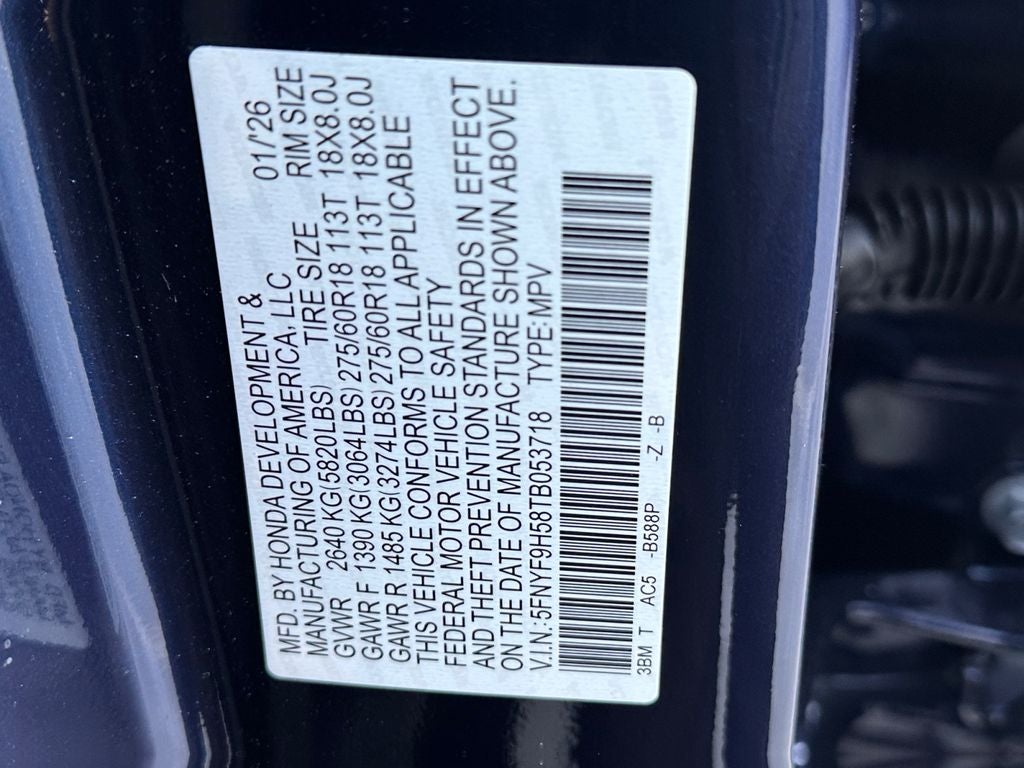 MFD. BY HONDA DEVELOPMENT & 01/'26
MANUFACTURING OF AMERICA, LLC
TIRE SIZE RIM SIZE
GVWR 2640 KG(5820LBS)
GAWR F 1390 KG(3064LBS) 275/60R18 113T 18X8.0J
GAWR R 1485 KG(3274LBS) 275/60R18 113T 18X8.0J
THIS VEHICLE CONFORMS TO ALL APPLICABLE
FEDERAL MOTOR VEHICLE SAFETY
AND THEFT PREVENTION STANDARDS IN EFFECT
ON THE DATE OF MANUFACTURE SHOWN ABOVE.
V.I.N.:5FNYF9H58TB053718 TYPE:MPV
3BM T AC5 -B588P -Z -B